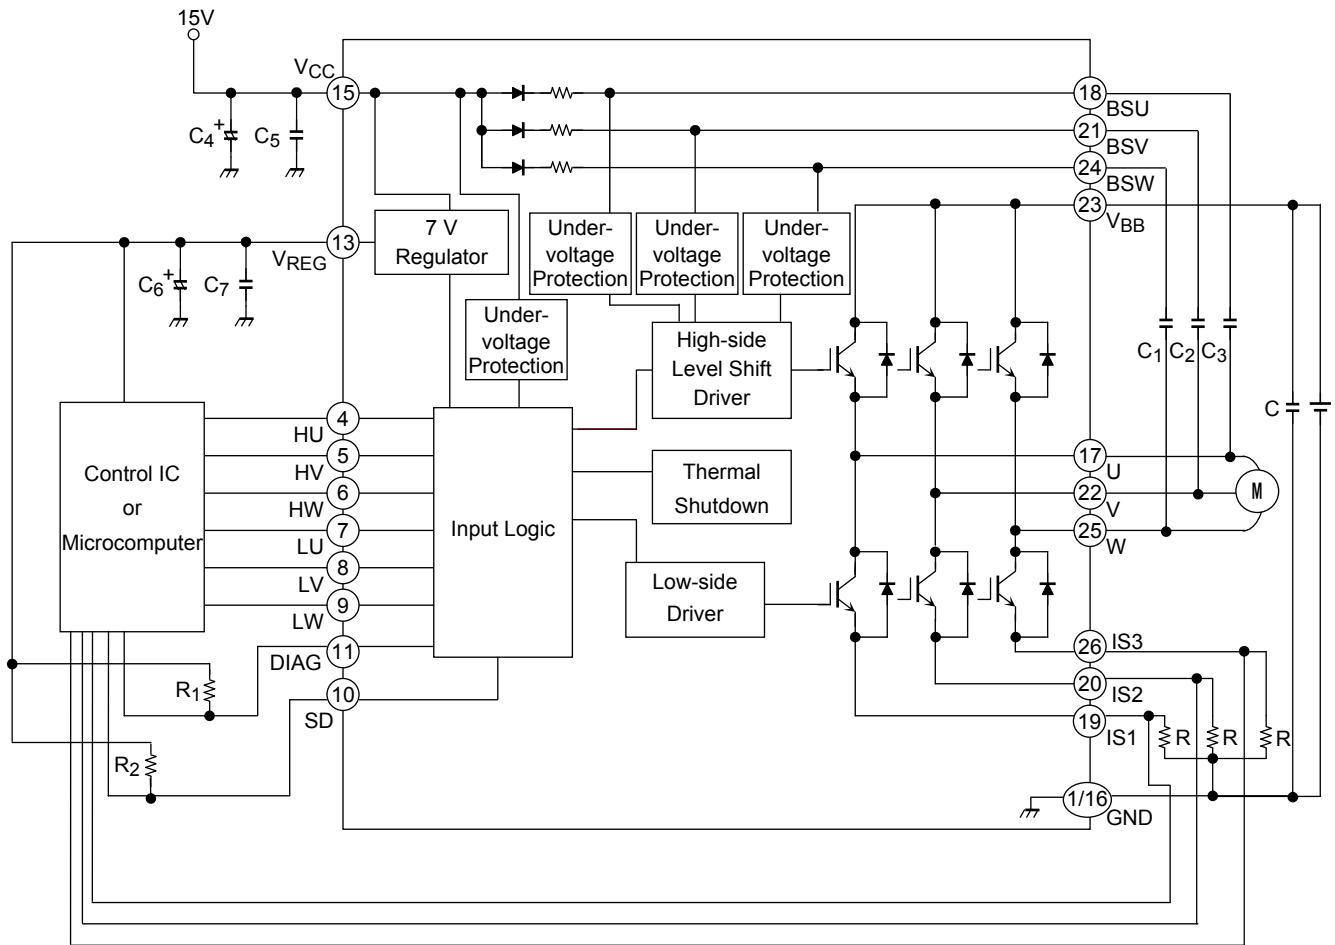 15V
VCC
15
C4
+
C5
18
BSU
21
BSV
24
BSW
23
VBB
13
VREG
C6
+
C7
7 V
Regulator
Under-
voltage
Protection
Under-
voltage
Protection
Under-
voltage
Protection
Under-
voltage
Protection
High-side
Level Shift
Driver
C1
C2
C3
C
Control IC
or
Microcomputer
4
HU
5
HV
6
HW
7
LU
8
LV
9
LW
11
DIAG
10
SD
Input Logic
Thermal
Shutdown
Low-side
Driver
17
U
22
V
25
W
M
26
IS3
20
IS2
19
IS1
R
R
R
1/16
GND
R1
R2